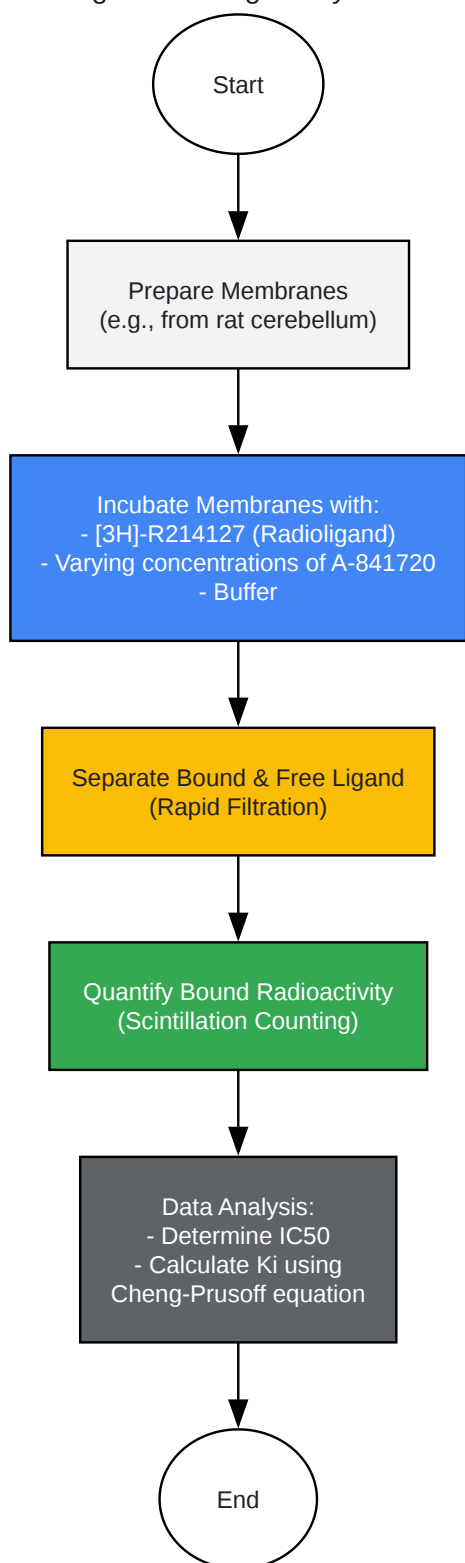 Start
Prepare Membranes
(e.g., from rat cerebellum)
Incubate Membranes with:
- [3H]-R214127 (Radioligand)
- Varying concentrations of A-841720
- Buffer
Separate Bound & Free Ligand
(Rapid Filtration)
Quantify Bound Radioactivity
(Scintillation Counting)
Data Analysis:
- Determine IC50
- Calculate Ki using
Cheng-Prusoff equation
End